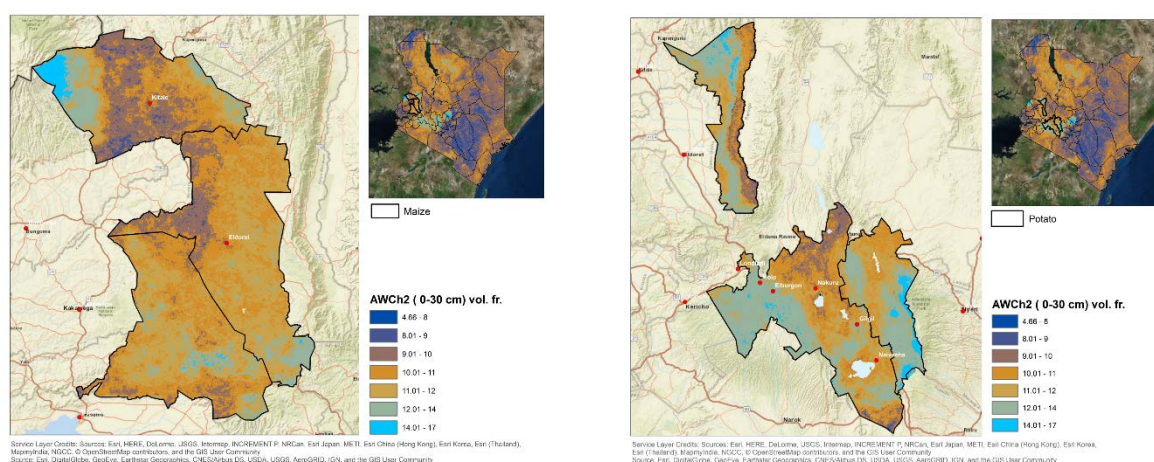 Kitale
Eldoret
Bungoma
Kakamega
Kisumu
Maize
AWCh2 ( 0-30 cm) vol. fr.
4.66 - 8
8.01 - 9
9.01 - 10
10.01 - 11
11.01 - 12
12.01 - 14
14.01 - 17
Service Layer Credits: Sources: Esri, HERE, DeLorme, USGS, Intermap, INCREMENT P, NRCan, Esri Japan, METI, Esri China (Hong Kong), Esri Korea, Esri (Thailand),
MapmyIndia, NGCC, © OpenStreetMap contributors, and the GIS User Community
Source: Esri, DigitalGlobe, GeoEye, Earthstar Geographics, CNES/Airbus DS, USDA, USGS, AeroGRID, IGN, and the GIS User Community
Kapenguria
Kitale
Maralal
Eldoret
Eldama Ravine
Londiani
Molo
Elburgon
Nakuru
Kericho
Gilgil
Nyeri
Naivasha
Narok
Potato
AWCh2 ( 0-30 cm) vol. fr.
4.66 - 8
8.01 - 9
9.01 - 10
10.01 - 11
11.01 - 12
12.01 - 14
14.01 - 17
Service Layer Credits: Sources: Esri, HERE, DeLorme, USGS, Intermap, INCREMENT P, NRCan, Esri Japan, METI, Esri China (Hong Kong), Esri Korea,
Esri (Thailand), MapmyIndia, NGCC, © OpenStreetMap contributors, and the GIS User Community
Source: Esri, DigitalGlobe, GeoEye, Earthstar Geographics, CNES/Airbus DS, USDA, USGS, AeroGRID, IGN, and the GIS User Community